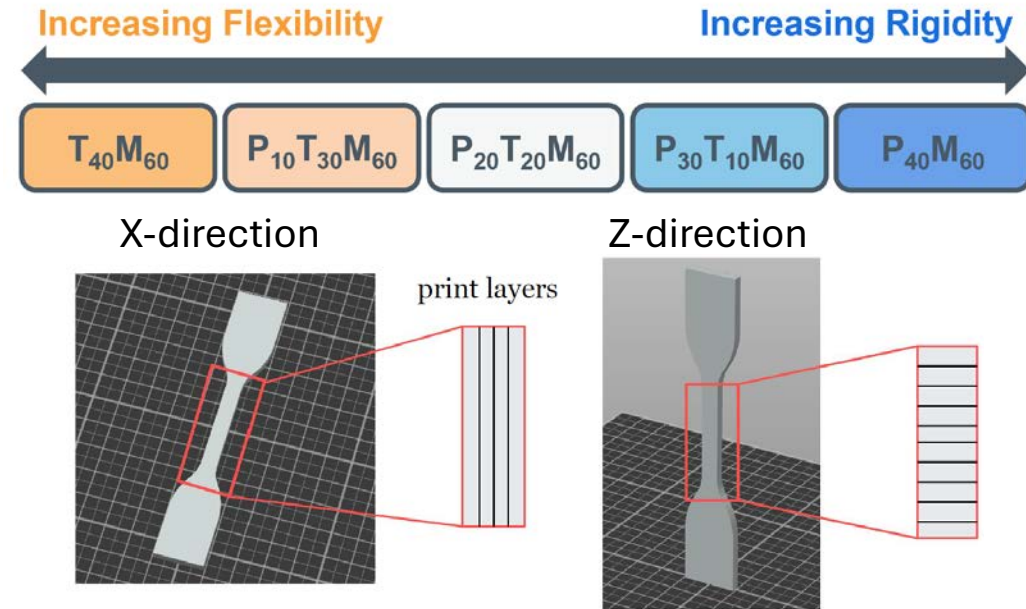 Increasing Flexibility Increasing Rigidity
T₄₀M₆₀ P₁₀T₃₀M₆₀ P₂₀T₂₀M₆₀ P₃₀T₁₀M₆₀ P₄₀M₆₀
X-direction Z-direction
print layers